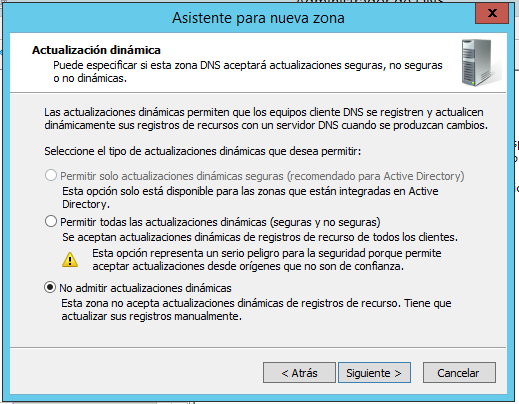 Asistente para nueva zona
x
Actualización dinámica
Puede especificar si esta zona DNS aceptará actualizaciones seguras, no seguras
o no dinámicas.
Las actualizaciones dinámicas permiten que los equipos cliente DNS se registren y actualicen
dinámicamente sus registros de recursos con un servidor DNS cuando se produzcan cambios.
Seleccione el tipo de actualizaciones dinámicas que desea permitir:
Permitir solo actualizaciones dinámicas seguras (recomendado para Active Directory)
Esta opción solo está disponible para las zonas que están integradas en Active
Directory.
Permitir todas las actualizaciones dinámicas (seguras y no seguras)
Se aceptan actualizaciones dinámicas de registros de recurso de todos los clientes.
Esta opción representa un serio peligro para la seguridad porque permite
aceptar actualizaciones desde orígenes que no son de confianza.
No admitir actualizaciones dinámicas
Esta zona no acepta actualizaciones dinámicas de registros de recurso. Tiene que
actualizar sus registros manualmente.
< Atrás
Siguiente >
Cancelar